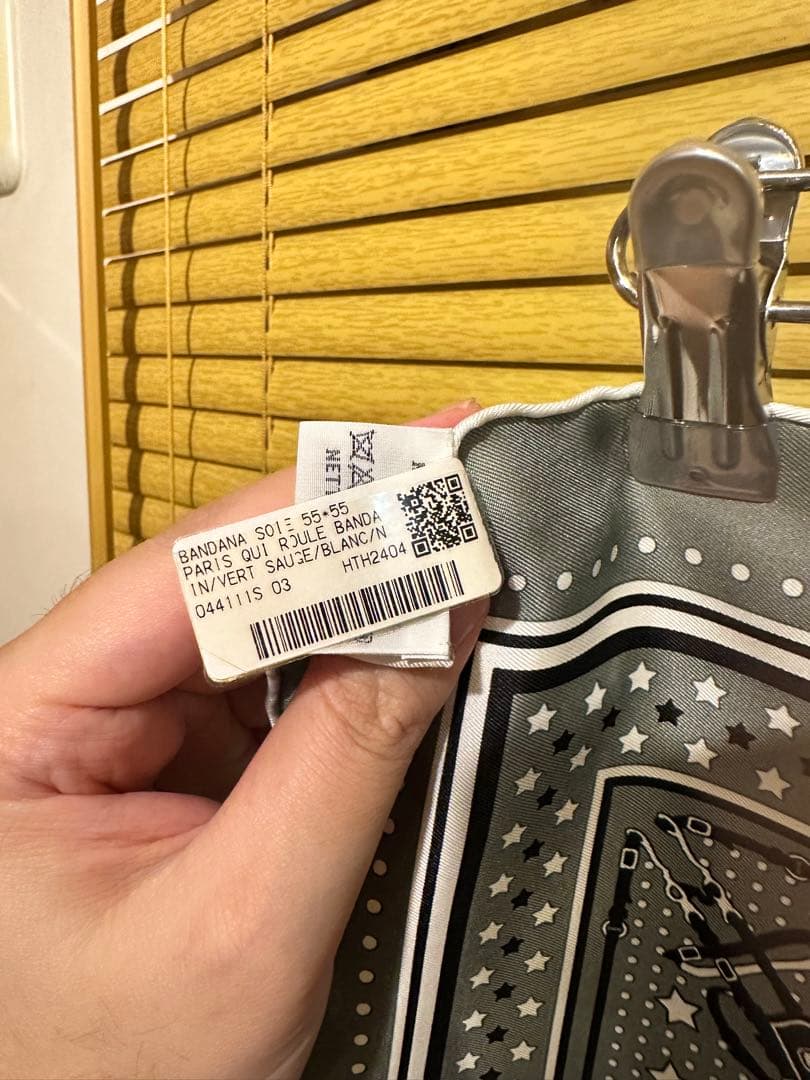 BANDANA SOIE 55*55
PARIS QUI ROULE BANDA
IN/VERT SAUGE/BLANC/N
HTH2404
044111S 03